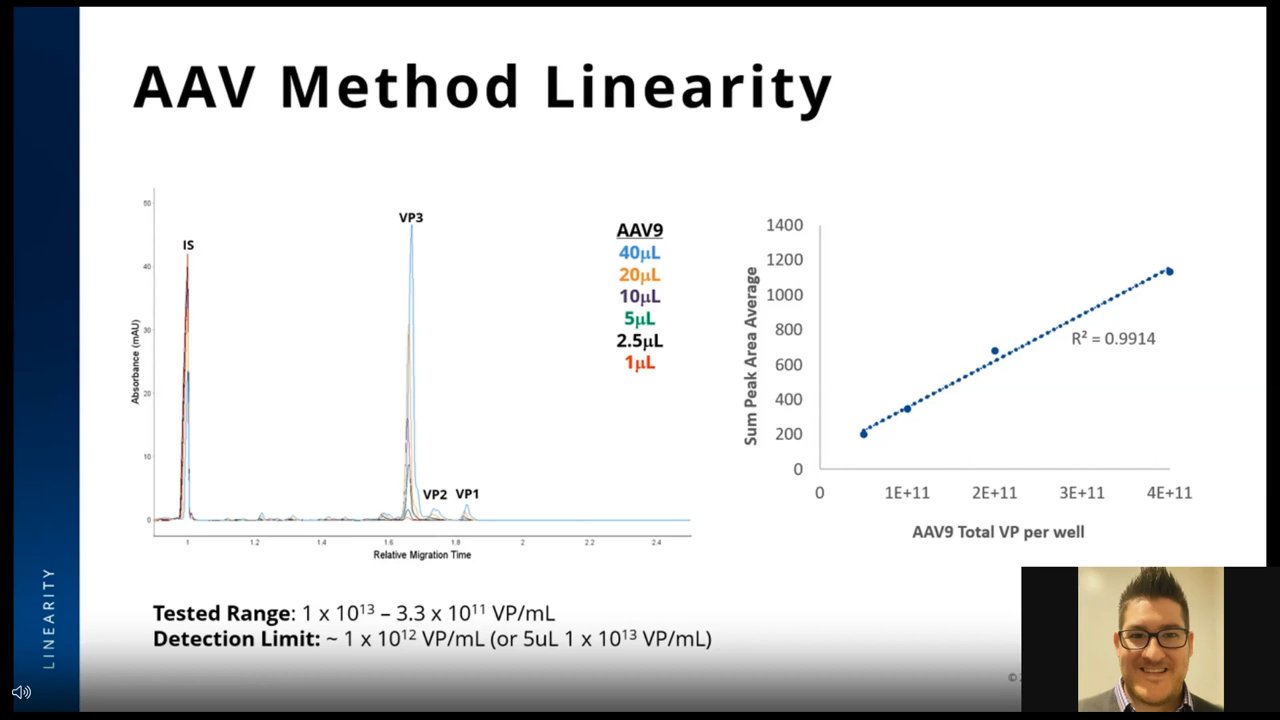 AAV Method Linearity
50
40
30
20
10
0
Absorbance (mAU)
IS
VP3
VP2
VP1
1
1.2
1.4
1.6
1.8
2
2.2
2.4
Relative Migration Time
AAV9
40µL
20µL
10µL
5µL
2.5µL
1µL
1400
1200
1000
800
600
400
200
0
Sum Peak Area Average
R² = 0.9914
0
1E+11
2E+11
3E+11
4E+11
AAV9 Total VP per well
LINEARITY
Tested Range: 1 x 10¹³ – 3.3 x 10¹¹ VP/mL
Detection Limit: ~ 1 x 10¹² VP/mL (or 5uL 1 x 10¹³ VP/mL)
©